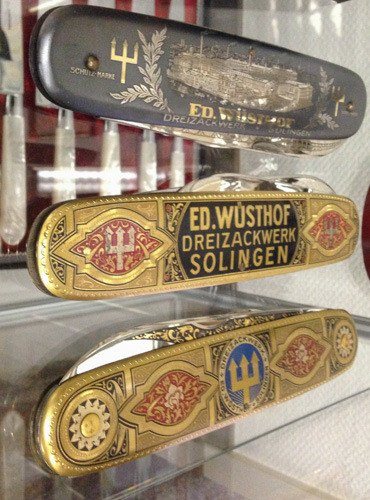 SCHUTZ-MARKE
ED. WÜSTHOF
DREIZACKWERK SOLINGEN
ED. WÜSTHOF
DREIZACKWERK
SOLINGEN